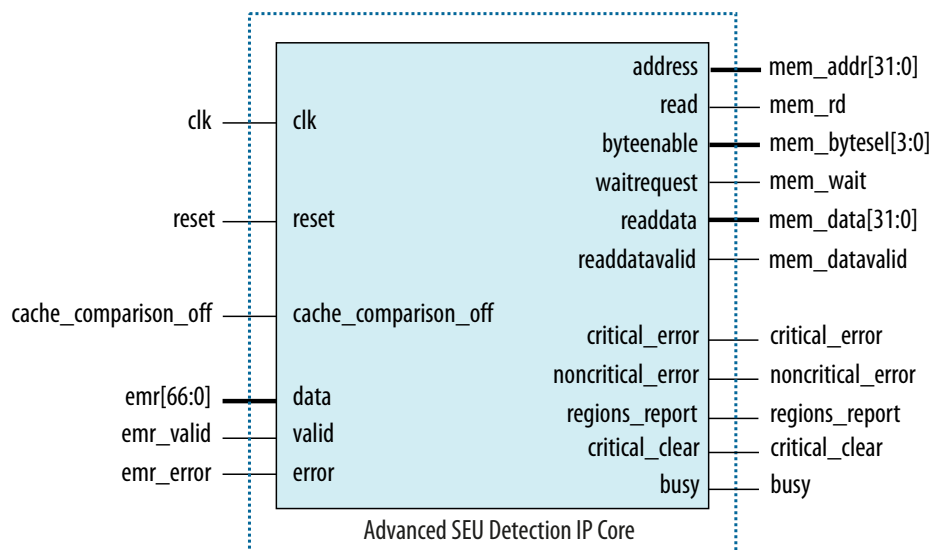 address mem_addr[31:0]
read mem_rd
clk clk
byteenable mem_bytesel[3:0]
waitrequest mem_wait
reset reset
readdata mem_data[31:0]
readdatavalid mem_datavalid
cache_comparison_off cache_comparison_off
critical_error critical_error
noncritical_error noncritical_error
emr[66:0] data
regions_report regions_report
emr_valid valid
critical_clear critical_clear
emr_error error
busy busy
Advanced SEU Detection IP Core